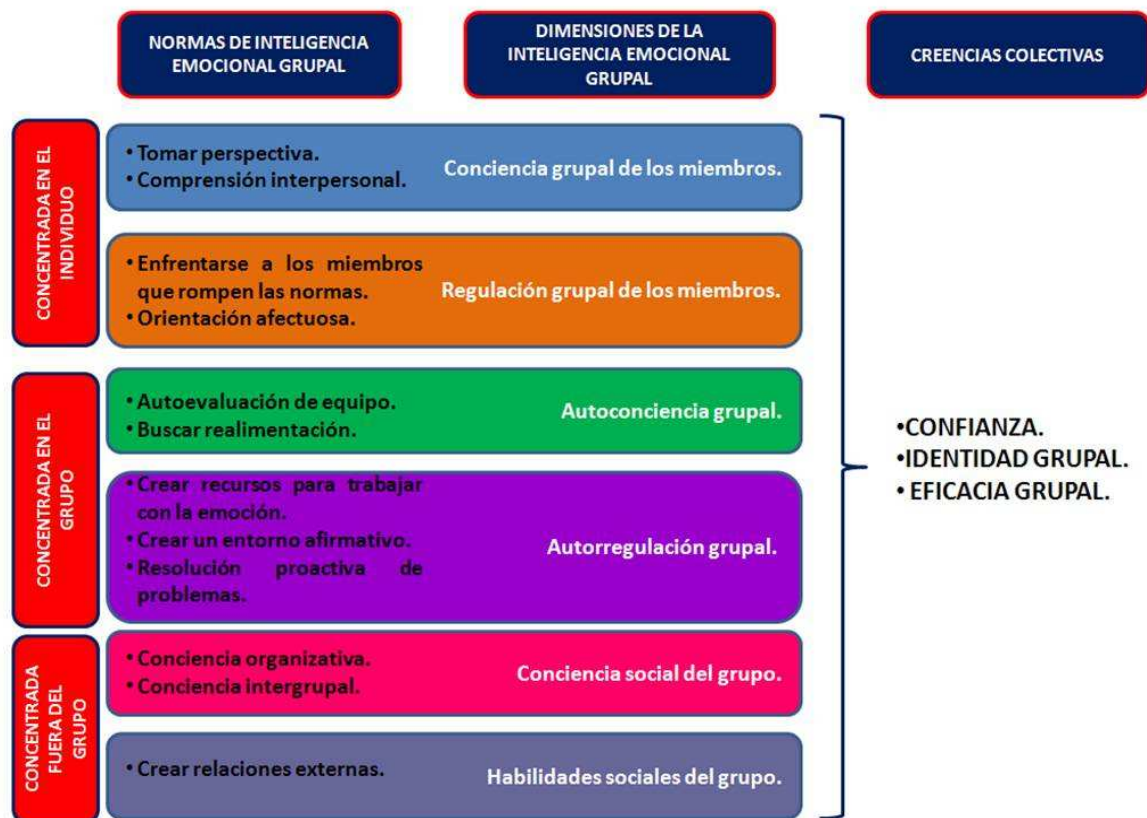 NORMAS DE INTELIGENCIA
EMOCIONAL GRUPAL
DIMENSIONES DE LA
INTELIGENCIA EMOCIONAL
GRUPAL
CREENCIAS COLECTIVAS
CONCENTRADA EN EL
INDIVIDUO
• Tomar perspectiva.
• Comprensión interpersonal.
Conciencia grupal de los miembros.
• Enfrentarse a los miembros
que rompen las normas.
• Orientación afectuosa.
Regulación grupal de los miembros.
CONCENTRADA EN EL
GRUPO
• Autoevaluación de equipo.
• Buscar realimentación.
Autoconciencia grupal.
• Crear recursos para trabajar
con la emoción.
• Crear un entorno afirmativo.
• Resolución proactiva de
problemas.
Autorregulación grupal.
CONCENTRADA
FUERA DEL
GRUPO
• Conciencia organizativa.
• Conciencia intergrupal.
Conciencia social del grupo.
• Crear relaciones externas.
Habilidades sociales del grupo.
•CONFIANZA.
•IDENTIDAD GRUPAL.
• EFICACIA GRUPAL.